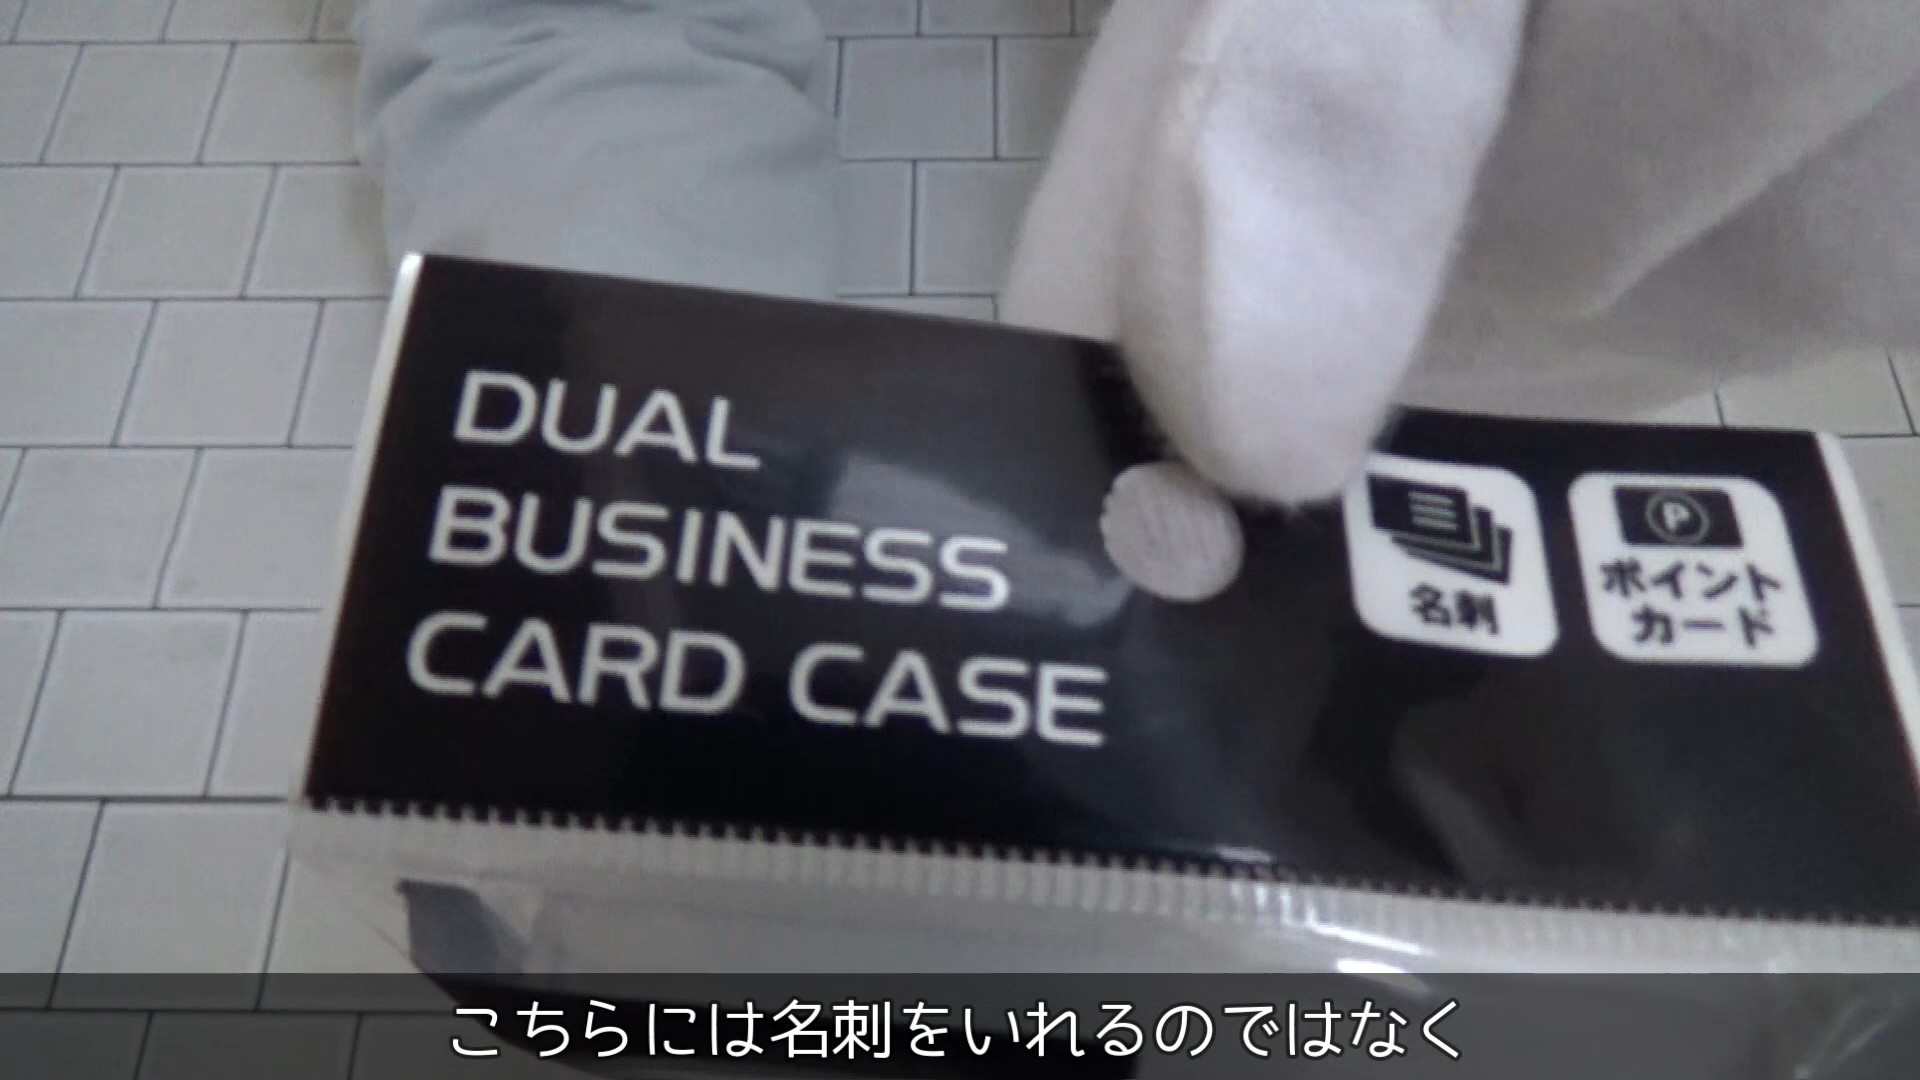 DUAL
BUSINESS
CARD CASE
名刺
P
ポイント
カード
こちらには名刺をいれるのではなく